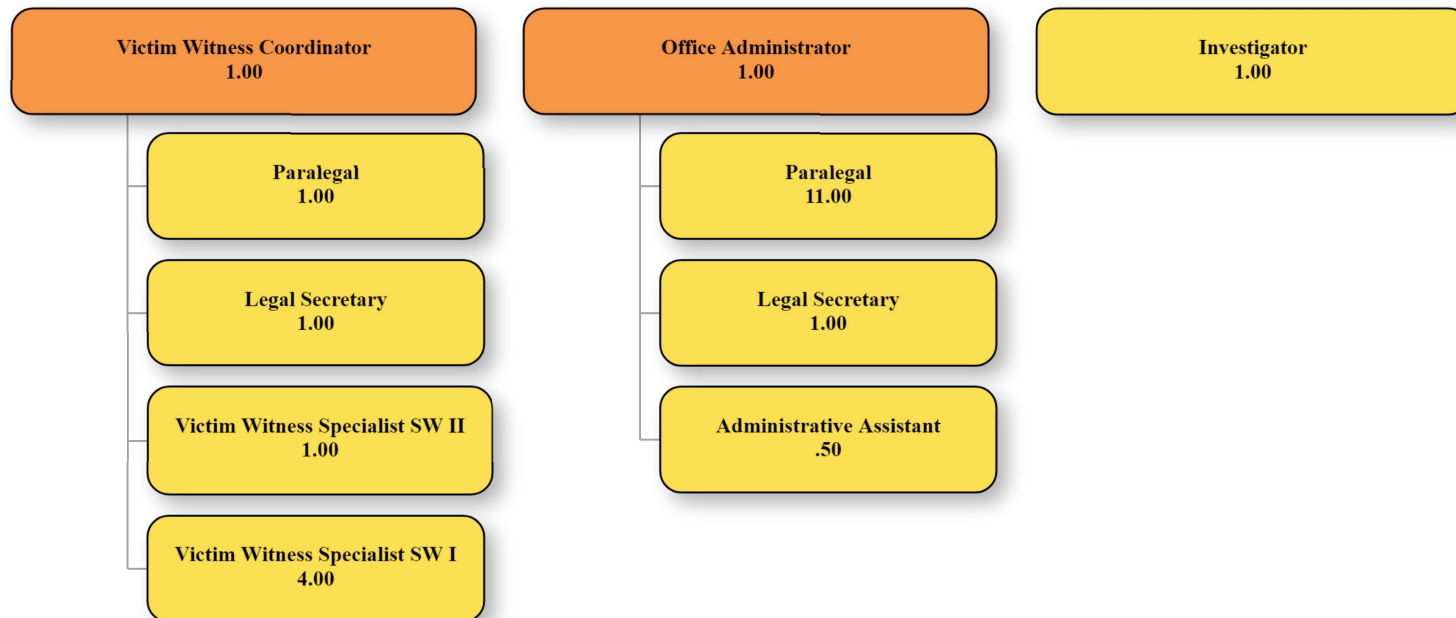 Victim Witness Coordinator
1.00
Paralegal
1.00
Legal Secretary
1.00
Victim Witness Specialist SW II
1.00
Victim Witness Specialist SW I
4.00
Office Administrator
1.00
Paralegal
11.00
Legal Secretary
1.00
Administrative Assistant
.50
Investigator
1.00